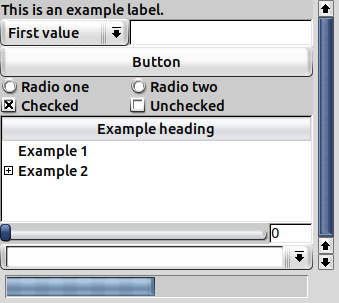 This is an example label.
First value
Button
Radio one Radio two
Checked Unchecked
Example heading
Example 1
Example 2
0